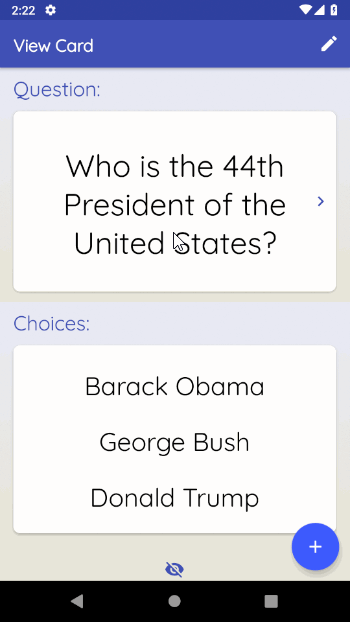 2:22
View Card
Question:
Who is the 44th
President of the
United States?
Choices:
Barack Obama
George Bush
Donald Trump